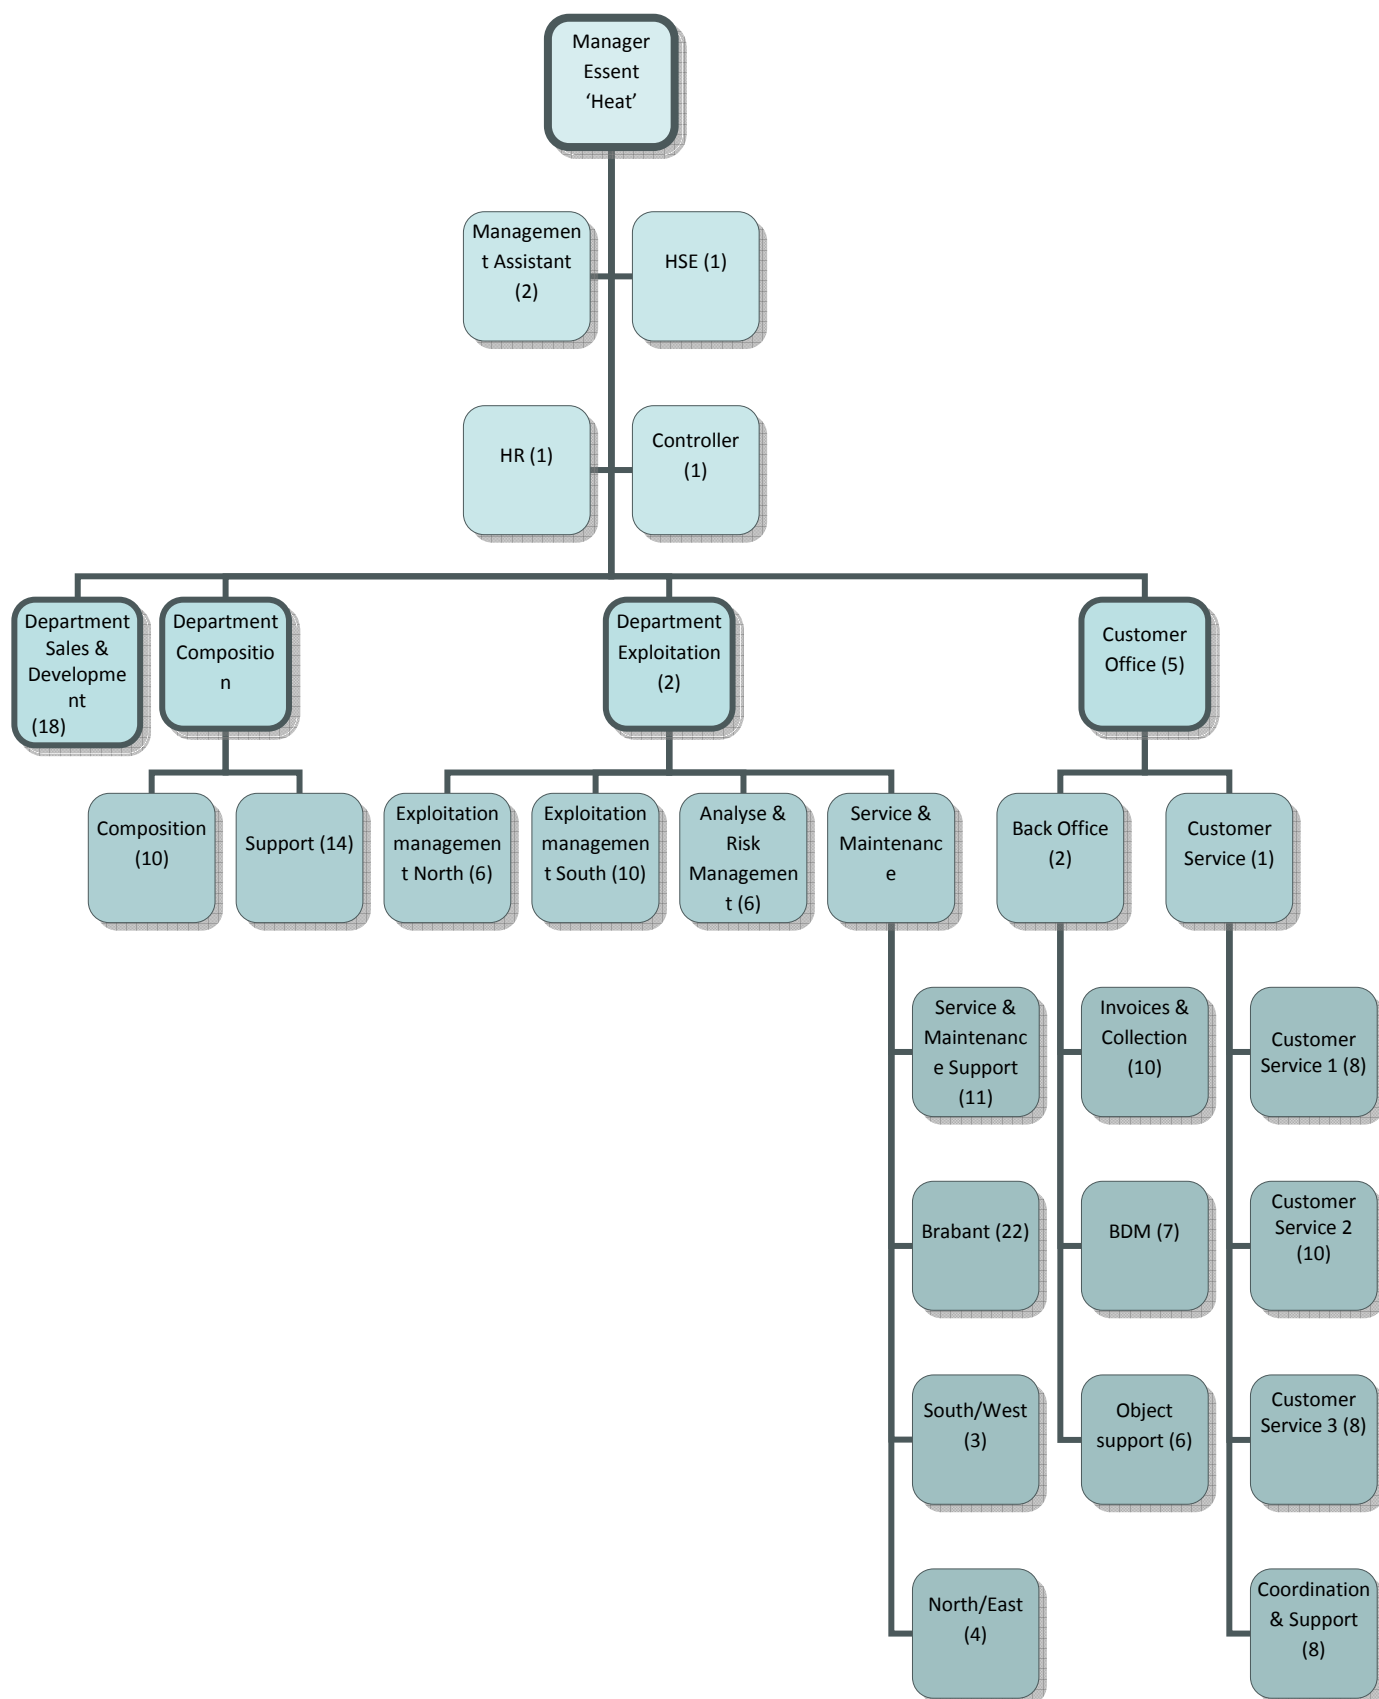 Manager
Essent
‘Heat’
Managemen
t Assistant
(2)
HSE (1)
HR (1)
Controller
(1)
Department
Sales &
Developme
nt
(18)
Department
Compositio
n
Department
Exploitation
(2)
Customer
Office (5)
Composition
(10)
Support (14)
Exploitation
managemen
t North (6)
Exploitation
managemen
t South (10)
Analyse &
Risk
Managemen
t (6)
Service &
Maintenanc
e
Back Office
(2)
Customer
Service (1)
Service &
Maintenanc
e Support
(11)
Invoices &
Collection
(10)
Customer
Service 1 (8)
Brabant (22)
BDM (7)
Customer
Service 2
(10)
South/West
(3)
Object
support (6)
Customer
Service 3 (8)
North/East
(4)
Coordination
& Support
(8)